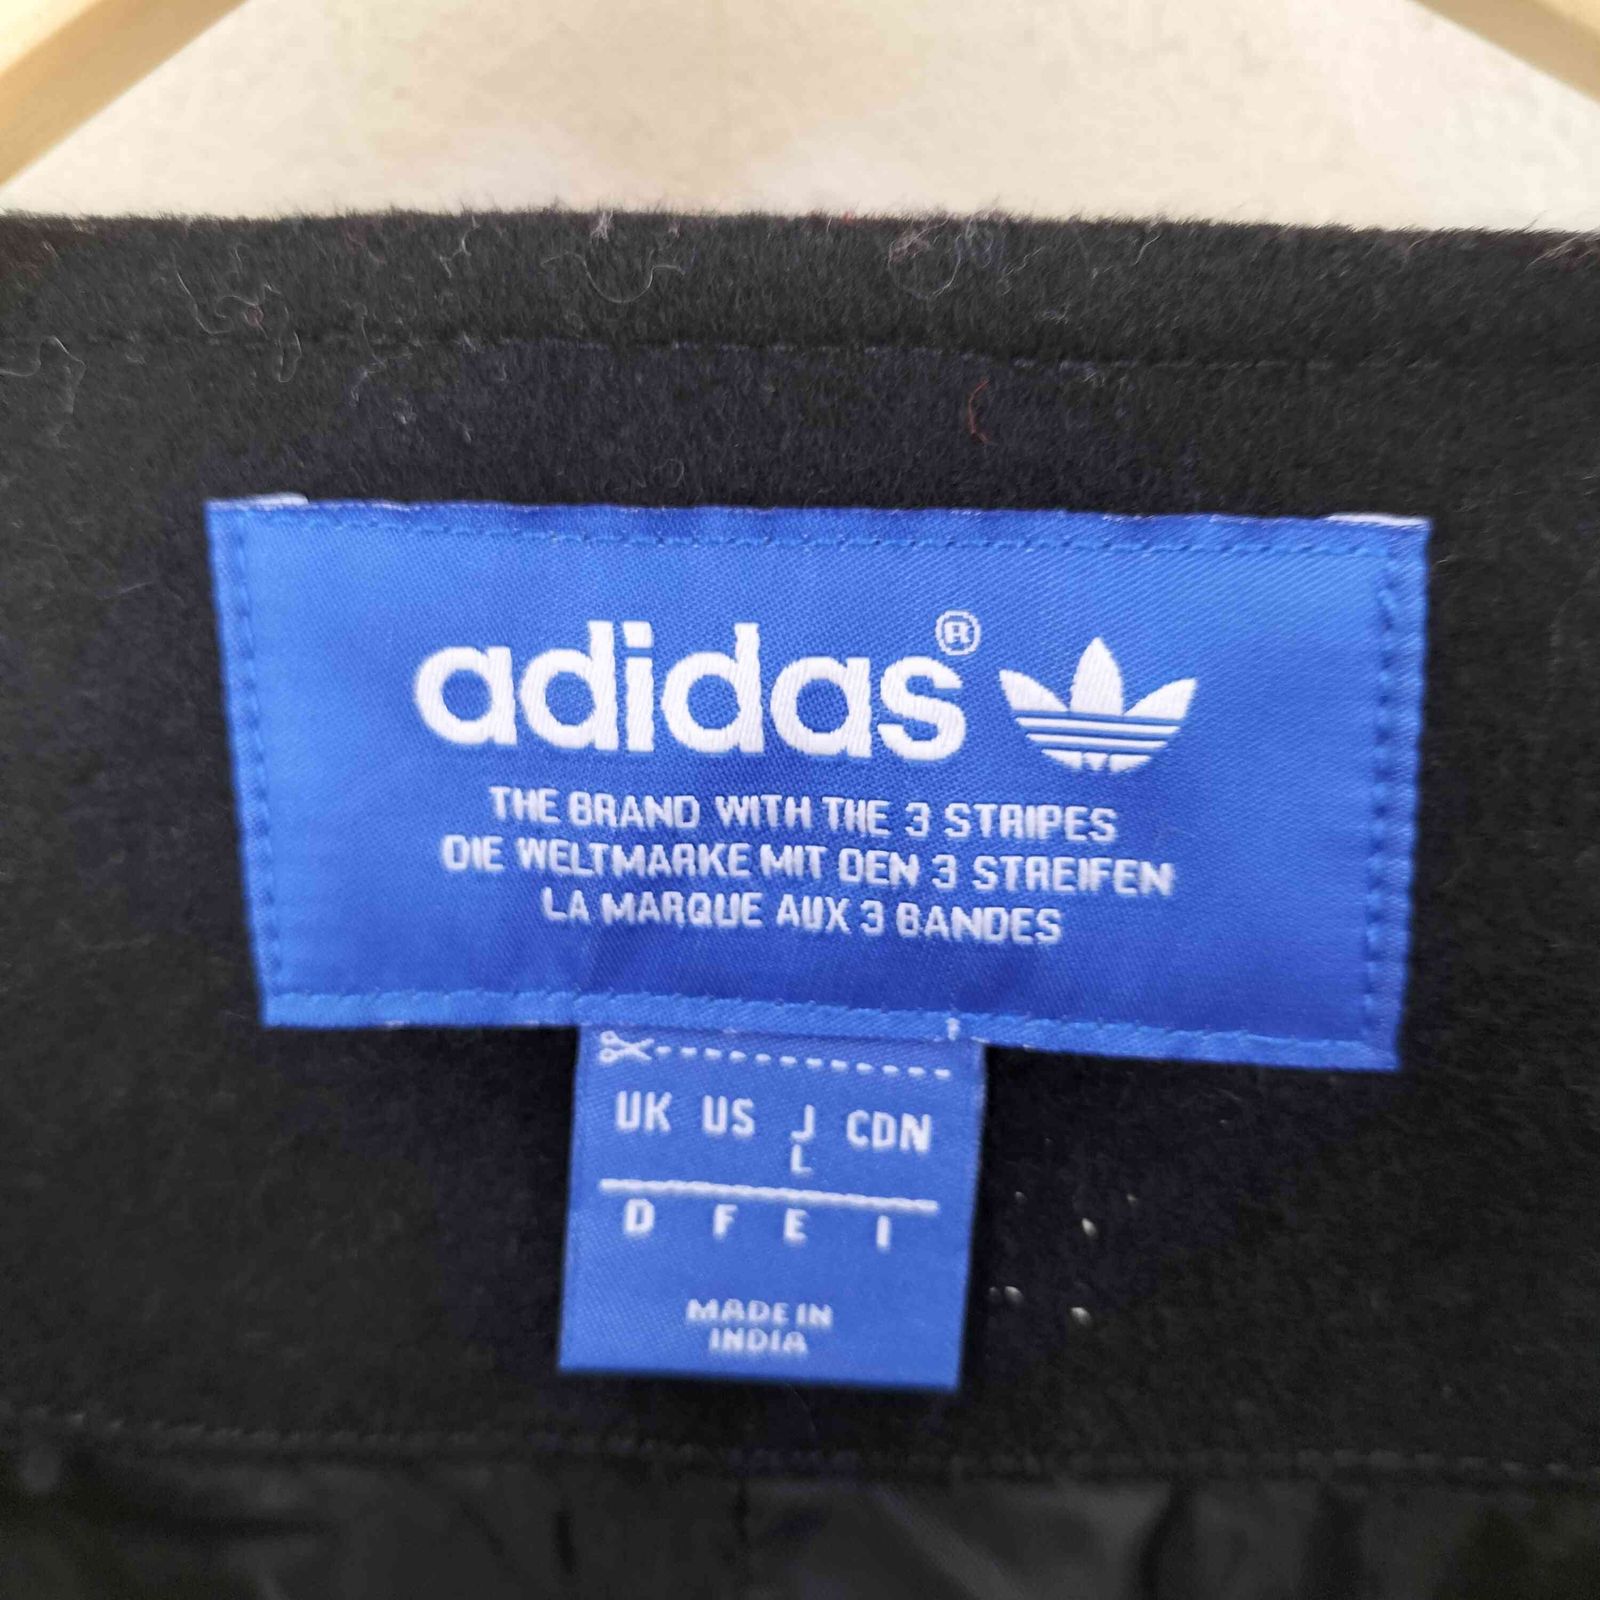 adidas®
THE BRAND WITH THE 3 STRIPES
DIE WELTMARKE MIT DEN 3 STREIFEN
LA MARQUE AUX 3 BANDES
UK US J CDN
L
D F E I
MADE IN
INDIA